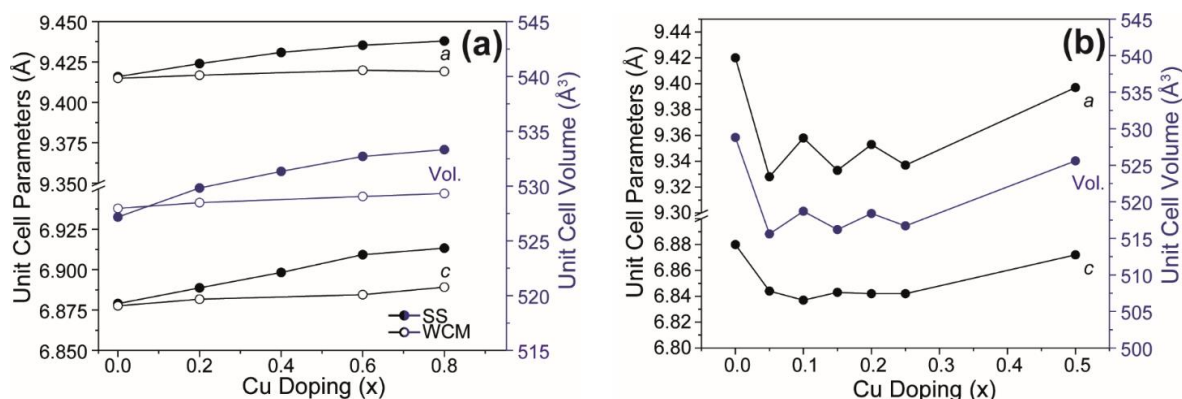 (a)
Unit Cell Parameters (Å)
9.450
9.425
9.400
9.375
9.350
6.925
6.900
6.875
6.850
a
Vol.
c
SS
WCM
545
540
535
530
525
520
515
Unit Cell Volume (Å³)
0.0 0.2 0.4 0.6 0.8
Cu Doping (x)
(b)
Unit Cell Parameters (Å)
9.44
9.42
9.40
9.38
9.36
9.34
9.32
9.30
6.88
6.86
6.84
6.82
6.80
a
Vol.
c
545
540
535
530
525
520
515
510
505
500
Unit Cell Volume (Å³)
0.0 0.1 0.2 0.3 0.4 0.5
Cu Doping (x)